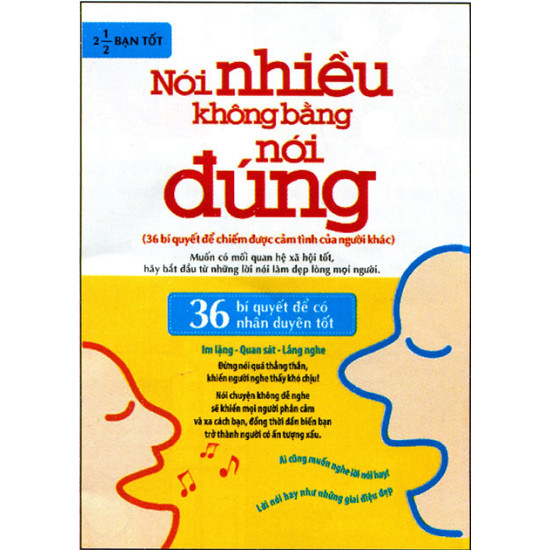 2 1/2 BẠN TỐT
Nói nhiều
không bằng
nói
đúng
(36 bí quyết để chiếm được cảm tình của người khác)
Muốn có mối quan hệ xã hội tốt,
hãy bắt đầu từ những lời nói làm đẹp lòng mọi người.
36 bí quyết để có
nhân duyên tốt
Im lặng - Quan sát - Lắng nghe
Đừng nói quá thẳng thắn,
khiến người nghe thấy khó chịu!
Nói chuyện không dễ nghe
sẽ khiến mọi người phản cảm
và xa cách bạn, đồng thời dần biến bạn
trở thành người có ấn tượng xấu.
Ai cũng muốn nghe lời nói hay!
Lời nói hay như những giai điệu đẹp